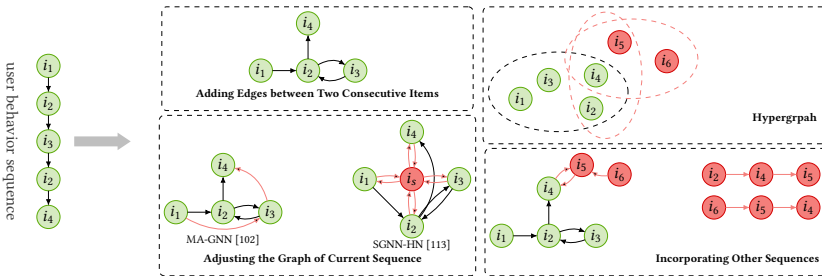 user behavior sequence
i1
i2
i3
i2
i4
i4
i1 i2 i3
Adding Edges between Two Consecutive Items
i4
i1 i2 i3
MA-GNN [102]
i4
i1 is i3
i2
SGNN-HN [113]
Adjusting the Graph of Current Sequence
i5
i6
i3 i4
i1 i2
Hypergrpah
i5
i4 i6
i1 i2 i3
i2 i4 i5
i6 i5 i4
Incorporating Other Sequences